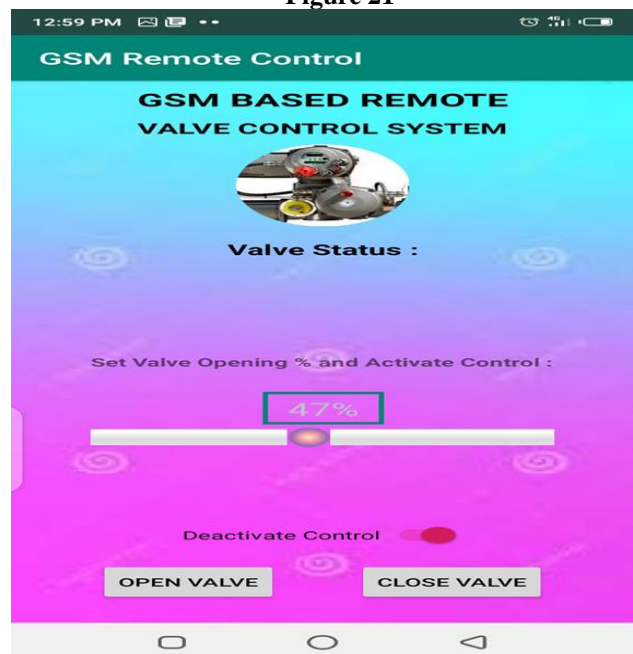 Figure 21
12:59 PM
GSM Remote Control
GSM BASED REMOTE
VALVE CONTROL SYSTEM
Valve Status :
Set Valve Opening % and Activate Control :
47%
Deactivate Control
OPEN VALVE
CLOSE VALVE